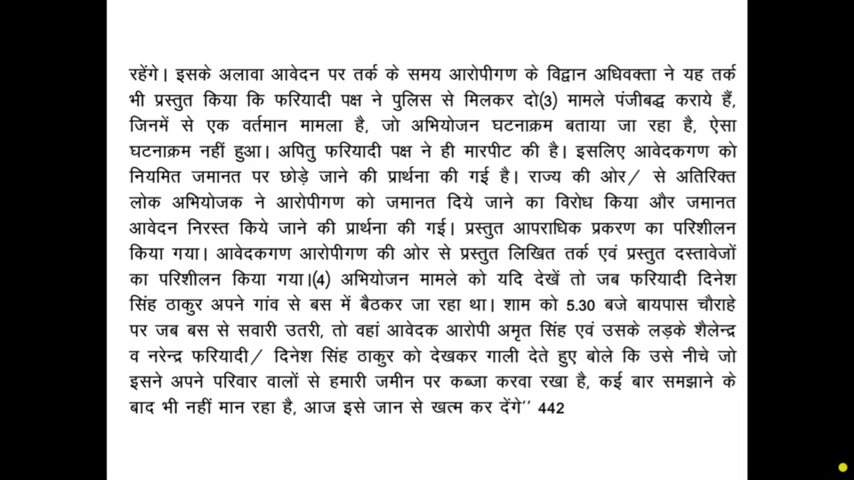 रहेंगे। इसके अलावा आवेदन पर तर्क के समय आरोपीगण के विद्वान अधिवक्ता ने यह तर्क
भी प्रस्तुत किया कि फरियादी पक्ष ने पुलिस से मिलकर दो(3) मामले पंजीबद्ध कराये हैं,
जिनमें से एक वर्तमान मामला है, जो अभियोजन घटनाक्रम बताया जा रहा है, ऐसा
घटनाक्रम नहीं हुआ। अपितु फरियादी पक्ष ने ही मारपीट की है। इसलिए आवेदकगण को
नियमित जमानत पर छोड़े जाने की प्रार्थना की गई है। राज्य की ओर/ से अतिरिक्त
लोक अभियोजक ने आरोपीगण को जमानत दिये जाने का विरोध किया और जमानत
आवेदन निरस्त किये जाने की प्रार्थना की गई। प्रस्तुत आपराधिक प्रकरण का परिशीलन
किया गया। आवेदकगण आरोपीगण की ओर से प्रस्तुत लिखित तर्क एवं प्रस्तुत दस्तावेजों
का परिशीलन किया गया।(4) अभियोजन मामले को यदि देखें तो जब फरियादी दिनेश
सिंह ठाकुर अपने गांव से बस में बैठकर जा रहा था। शाम को 5.30 बजे बायपास चौराहे
पर जब बस से सवारी उतरी, तो वहां आवेदक आरोपी अमृत सिंह एवं उसके लड़के शैलेन्द्र
व नरेन्द्र फरियादी/ दिनेश सिंह ठाकुर को देखकर गाली देते हुए बोले कि उसे नीचे जो
इसने अपने परिवार वालों से हमारी जमीन पर कब्जा करवा रखा है, कई बार समझाने के
बाद भी नहीं मान रहा है, आज इसे जान से खत्म कर देंगे'' 442